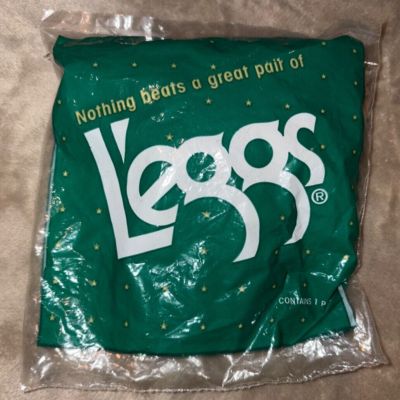 Nothing beats a great pair of
L'eggs®
CONTAINS 1 P